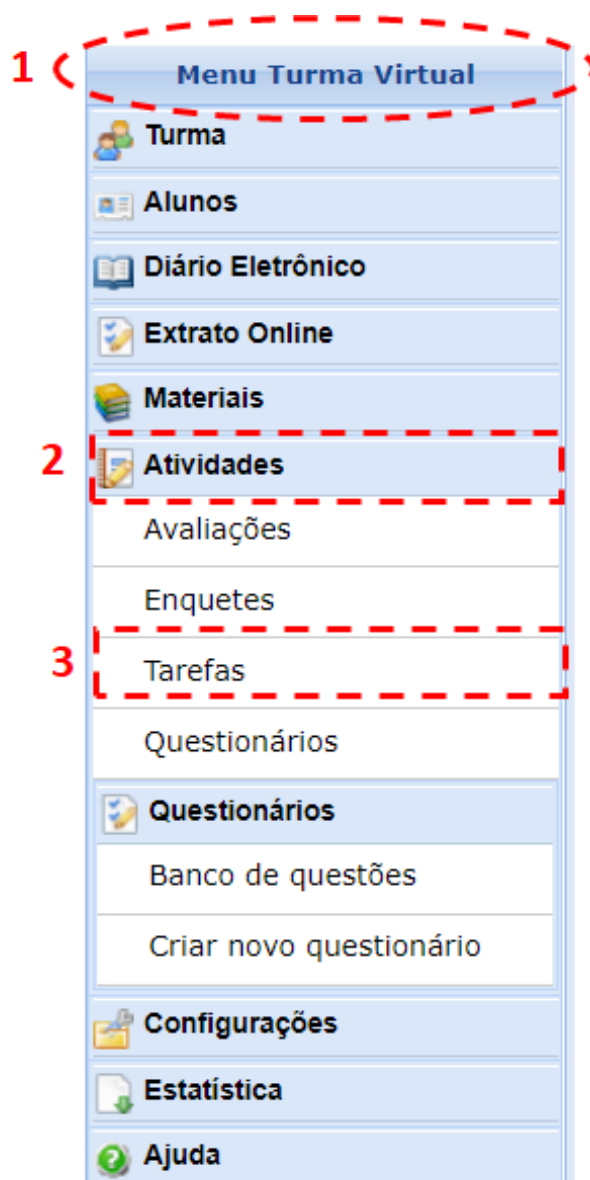 1 Menu Turma Virtual
Turma
Alunos
Diário Eletrônico
Extrato Online
Materiais
2 Atividades
Avaliações
Enquetes
3 Tarefas
Questionários
Questionários
Banco de questões
Criar novo questionário
Configurações
Estatística
Ajuda